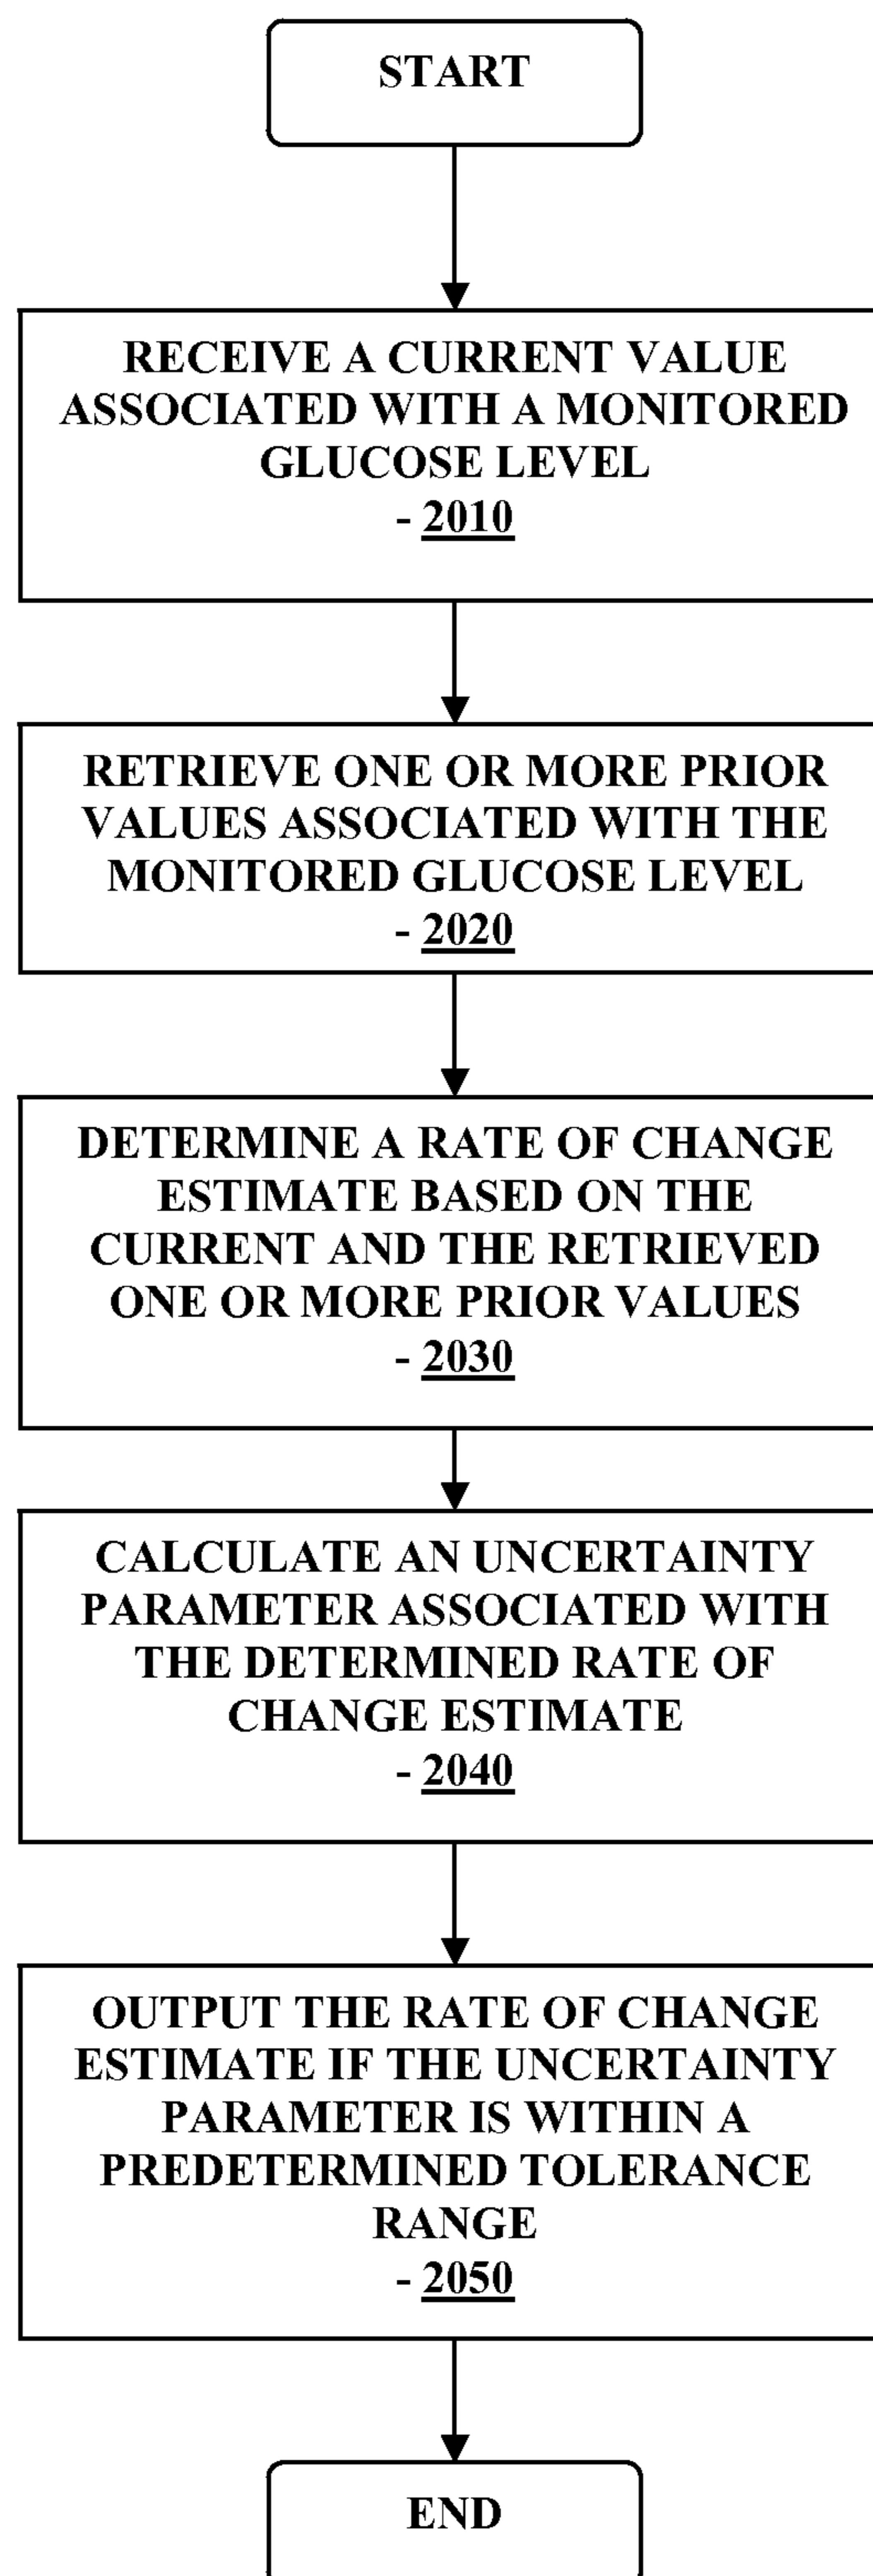 START
RECEIVE A CURRENT VALUE
ASSOCIATED WITH A MONITORED
GLUCOSE LEVEL
- 2010
RETRIEVE ONE OR MORE PRIOR
VALUES ASSOCIATED WITH THE
MONITORED GLUCOSE LEVEL
- 2020
DETERMINE A RATE OF CHANGE
ESTIMATE BASED ON THE
CURRENT AND THE RETRIEVED
ONE OR MORE PRIOR VALUES
- 2030
CALCULATE AN UNCERTAINTY
PARAMETER ASSOCIATED WITH
THE DETERMINED RATE OF
CHANGE ESTIMATE
- 2040
OUTPUT THE RATE OF CHANGE
ESTIMATE IF THE UNCERTAINTY
PARAMETER IS WITHIN A
PREDETERMINED TOLERANCE
RANGE
- 2050
END